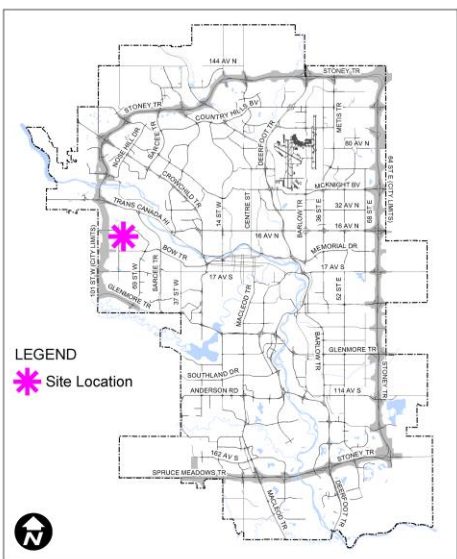 144 AV N
STONEY TR
STONEY TR
COUNTRY HILLS BV
METIS TR
SARCEE TR
DEERFOOT TR
80 AV N
NOSE HILL DR
CROWCHILD TR
MCKNIGHT BV
84 ST E (CITY LIMITS)
TRANS CANADA HI
14 ST W
CENTRE ST
BARLOW TR
36 ST E
32 AV N
68 ST E
16 AV N
16 AV N
101 ST W (CITY LIMITS)
BOW TR
MEMORIAL DR
69 ST W
SARCEE TR
37 ST W
17 AV S
17 AV S
GLENMORE TR
MACLEOD TR
52 ST E
BARLOW TR
GLENMORE TR
LEGEND
Site Location
SOUTHLAND DR
ANDERSON RD
114 AV S
STONEY TR
162 AV S
STONEY TR
SPRUCE MEADOWS TR
MACLEOD TR
DEERFOOT TR
N